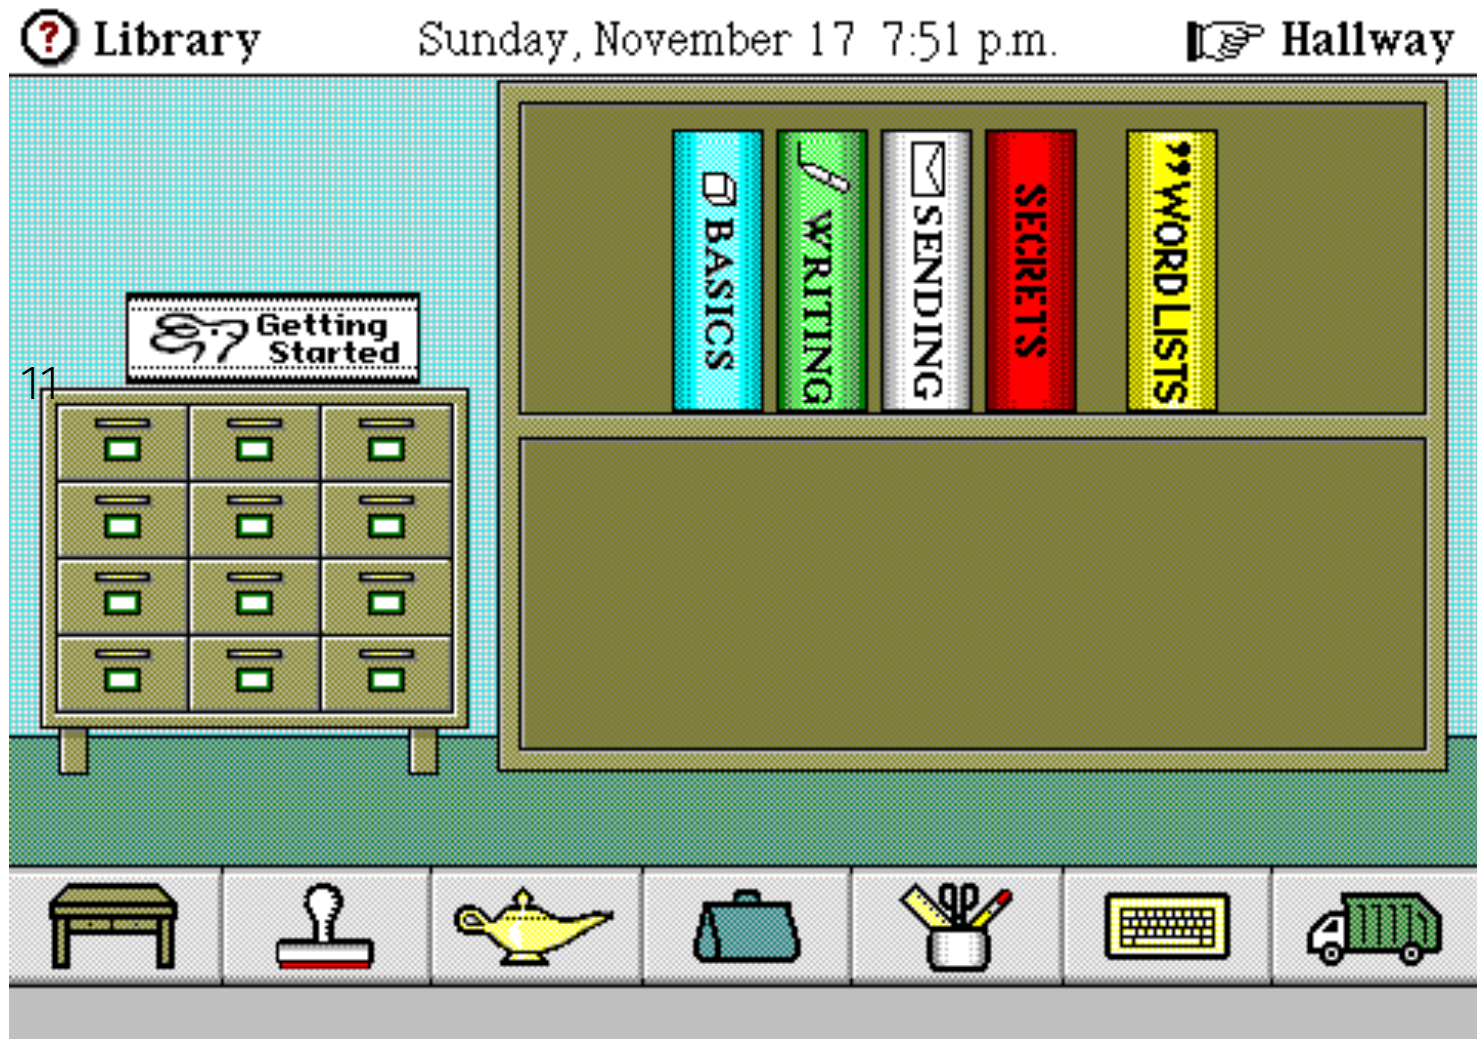 ? Library
Sunday, November 17 7:51 p.m.
Hallway
Getting
Started
11
BASICS
WRITING
SENDING
SECRETS
”WORD LISTS